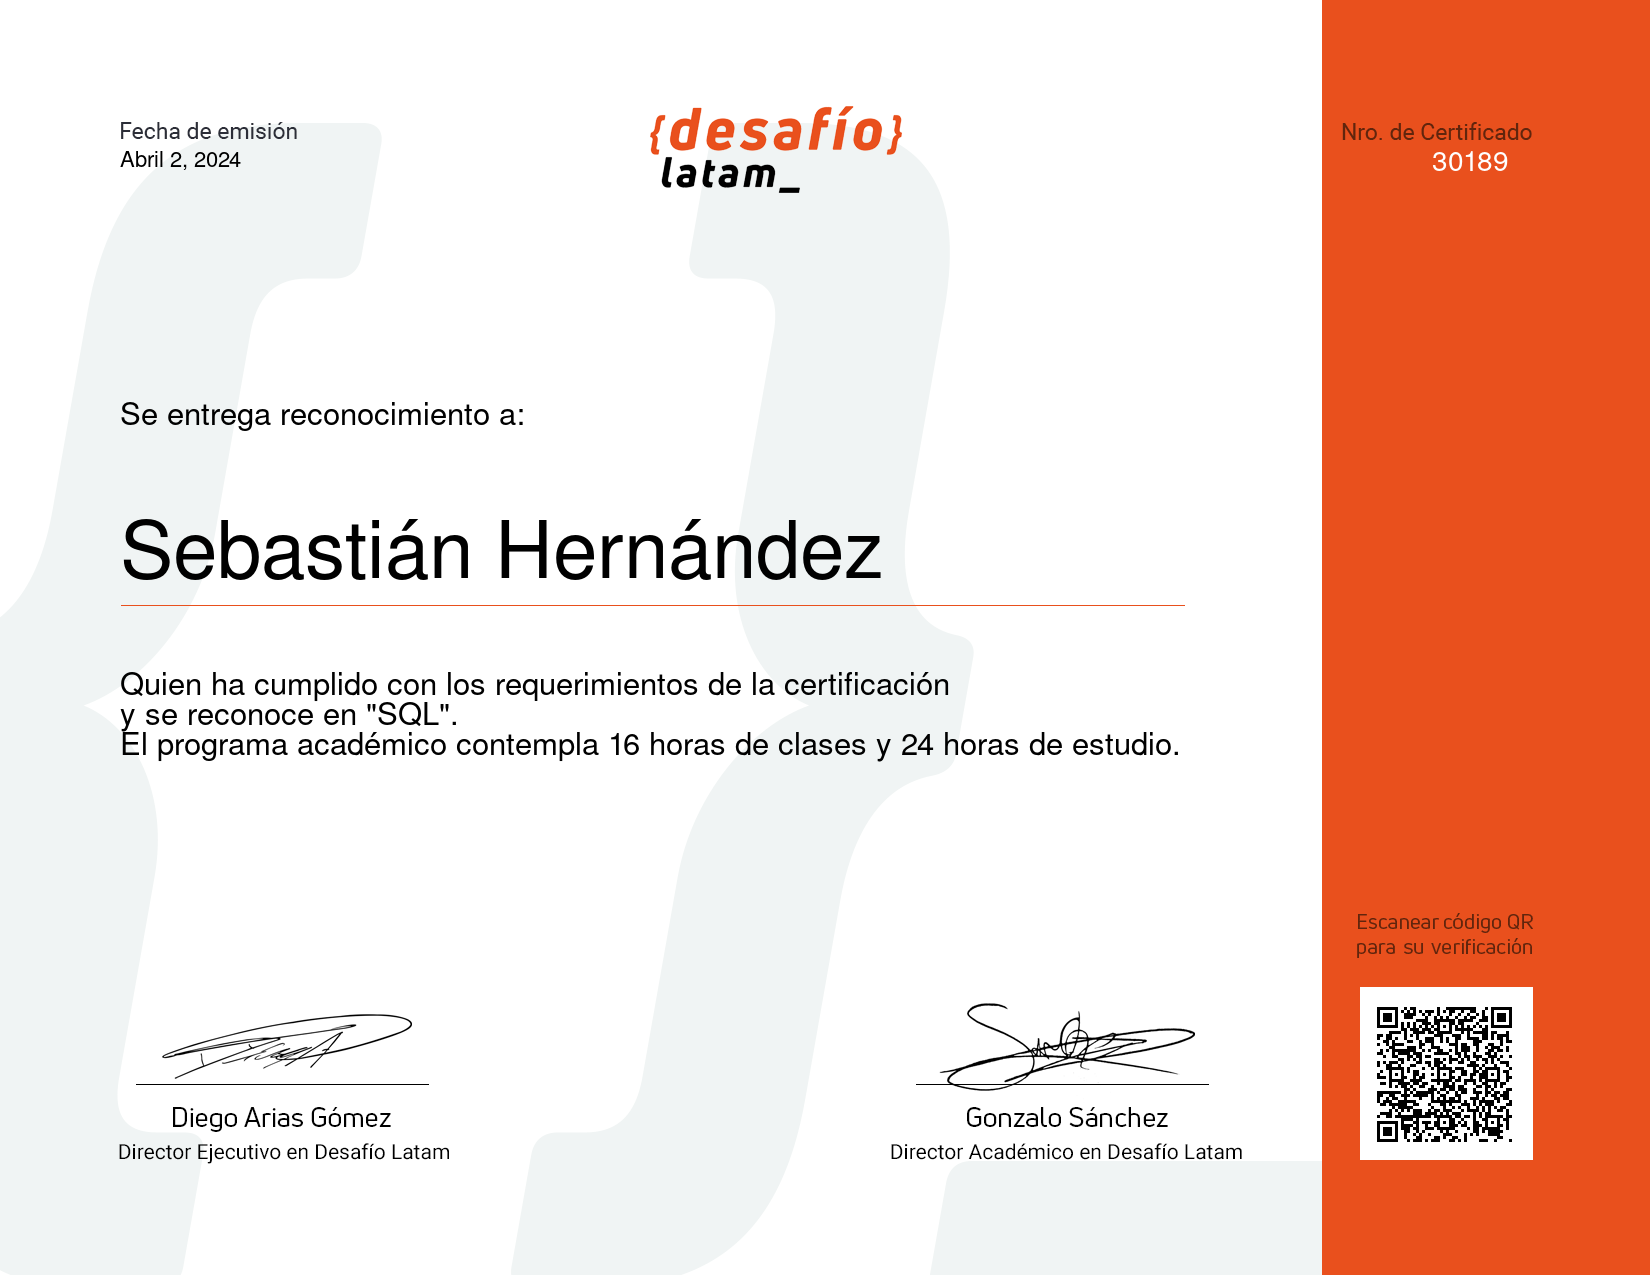 Fecha de emisión
Abril 2, 2024
{desafío}
latam_
Nro. de Certificado
30189
Se entrega reconocimiento a:
Sebastián Hernández
Quien ha cumplido con los requerimientos de la certificación
y se reconoce en "SQL".
El programa académico contempla 16 horas de clases y 24 horas de estudio.
Escanear código QR
para su verificación
Diego Arias Gómez
Director Ejecutivo en Desafío Latam
Gonzalo Sánchez
Director Académico en Desafío Latam